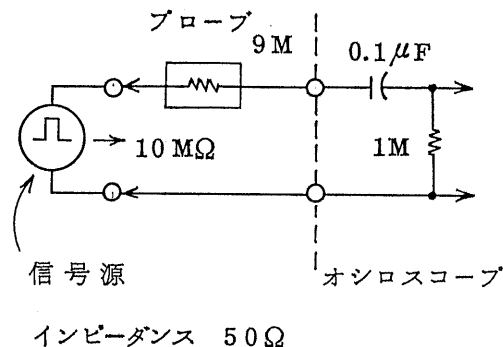 プローブ
9M
0.1μF
10MΩ
1M
信号源
オシロスコープ
インピーダンス 50Ω